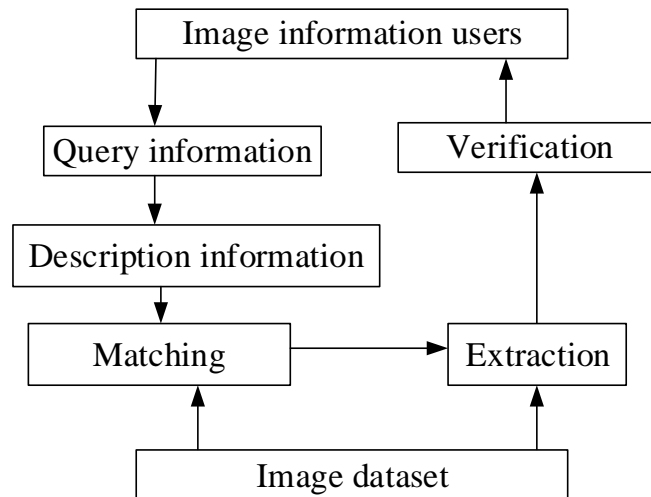 Image information users
Query information
Verification
Description information
Matching
Extraction
Image dataset